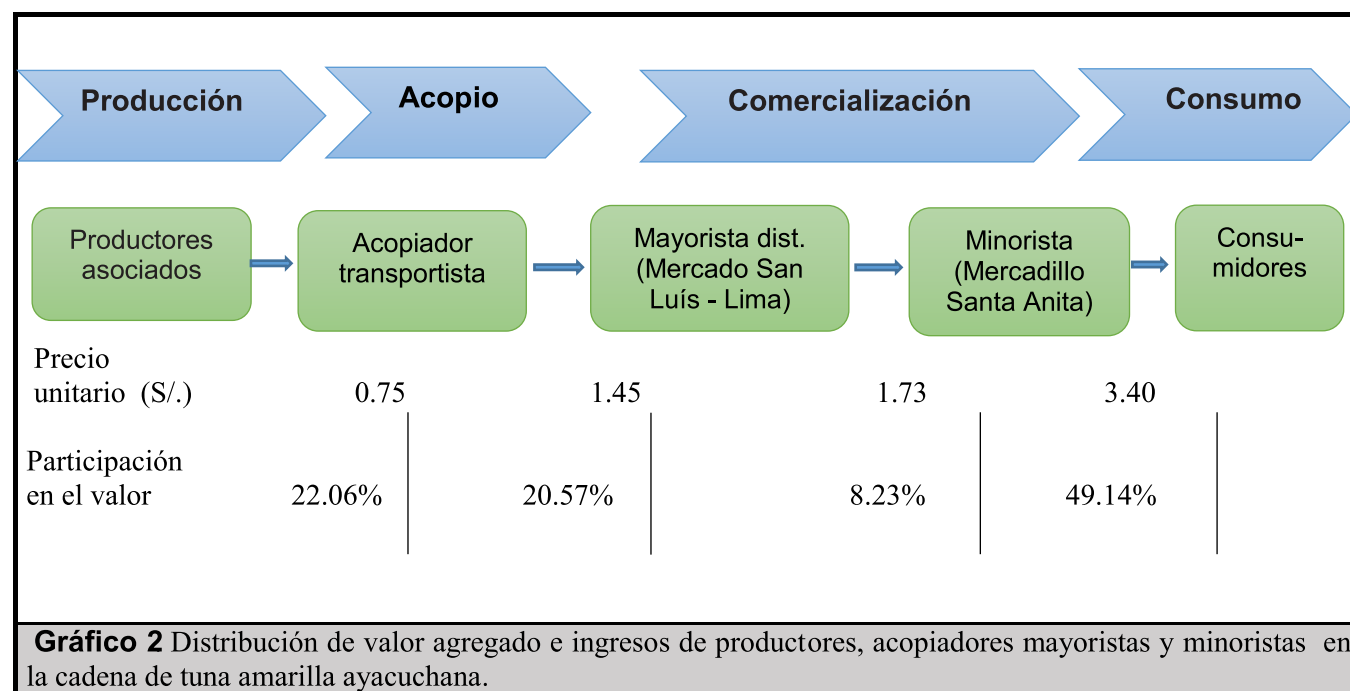 Producción
Acopio
Comercialización
Consumo
Productores
asociados
Acopiador
transportista
Mayorista dist.
(Mercado San
Luís - Lima)
Minorista
(Mercadillo
Santa Anita)
Consu-
midores
Precio
unitario (S/.) 0.75 1.45 1.73 3.40
Participación
en el valor 22.06% 20.57% 8.23% 49.14%
Gráfico 2 Distribución de valor agregado e ingresos de productores, acopiadores mayoristas y minoristas en
la cadena de tuna amarilla ayacuchana.